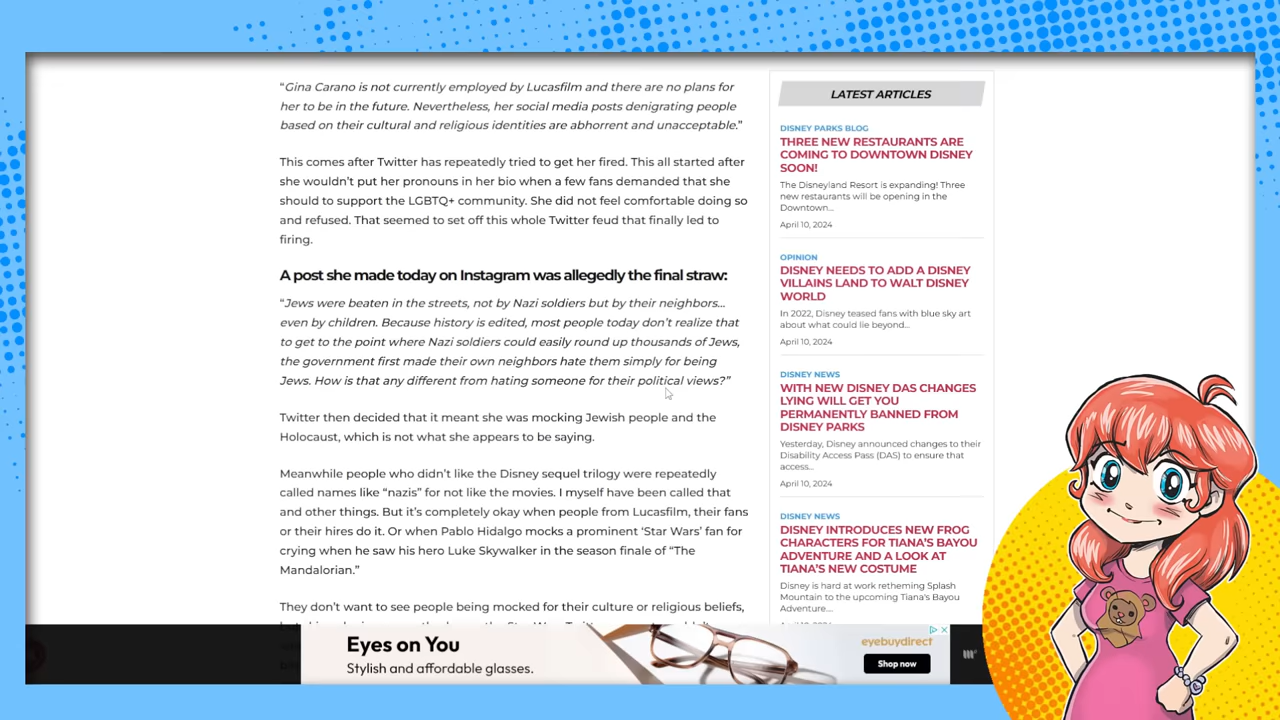 “Gina Carano is not currently employed by Lucasfilm and there are no plans for
her to be in the future. Nevertheless, her social media posts denigrating people
based on their cultural and religious identities are abhorrent and unacceptable.”
This comes after Twitter has repeatedly tried to get her fired. This all started after
she wouldn’t put her pronouns in her bio when a few fans demanded that she
should to support the LGBTQ+ community. She did not feel comfortable doing so
and refused. That seemed to set off this whole Twitter feud that finally led to
firing.
A post she made today on Instagram was allegedly the final straw:
“Jews were beaten in the streets, not by Nazi soldiers but by their neighbors…
even by children. Because history is edited, most people today don’t realize that
to get to the point where Nazi soldiers could easily round up thousands of Jews,
the government first made their own neighbors hate them simply for being
Jews. How is that any different from hating someone for their political views?”
Twitter then decided that it meant she was mocking Jewish people and the
Holocaust, which is not what she appears to be saying.
Meanwhile people who didn’t like the Disney sequel trilogy were repeatedly
called names like “nazis” for not like the movies. I myself have been called that
and other things. But it’s completely okay when people from Lucasfilm, their fans
or their hires do it. Or when Pablo Hidalgo mocks a prominent ‘Star Wars’ fan for
crying when he saw his hero Luke Skywalker in the season finale of “The
Mandalorian.”
They don’t want to see people being mocked for their culture or religious beliefs,
LATEST ARTICLES
DISNEY PARKS BLOG
THREE NEW RESTAURANTS ARE
COMING TO DOWNTOWN DISNEY
SOON!
The Disneyland Resort is expanding! Three
new restaurants will be opening in the
Downtown...
April 10, 2024
OPINION
DISNEY NEEDS TO ADD A DISNEY
VILLAINS LAND TO WALT DISNEY
WORLD
In 2022, Disney teased fans with blue sky art
about what could lie beyond...
April 10, 2024
DISNEY NEWS
WITH NEW DISNEY DAS CHANGES
LYING WILL GET YOU
PERMANENTLY BANNED FROM
DISNEY PARKS
Yesterday, Disney announced changes to their
Disability Access Pass (DAS) to ensure that
access...
April 10, 2024
DISNEY NEWS
DISNEY INTRODUCES NEW FROG
CHARACTERS FOR TIANA’S BAYOU
ADVENTURE AND A LOOK AT
TIANA’S NEW COSTUME
Disney is hard at work retheming Splash
Mountain to the upcoming Tiana's Bayou
Adventure....
Eyes on You
Stylish and affordable glasses.
eyebuydirect
Shop now